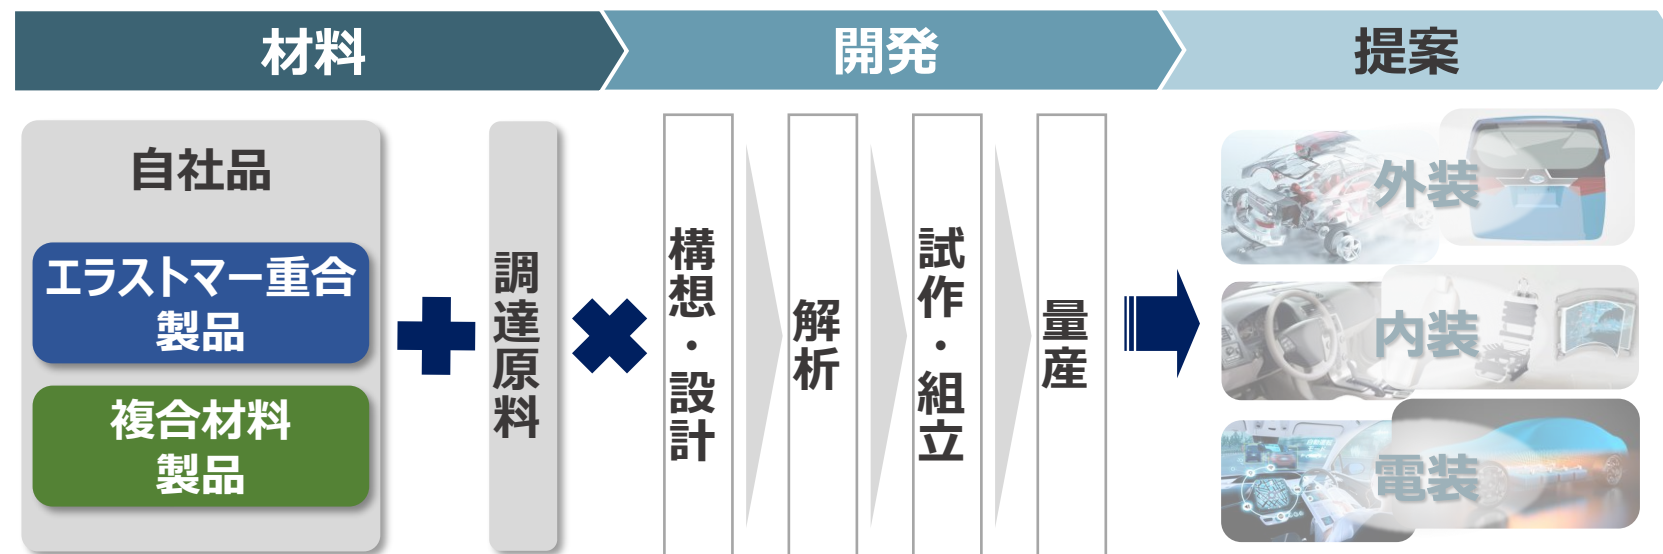 材料
開発
提案
自社品
エラストマー重合
製品
複合材料
製品
調達原料
構想・設計
解析
試作・組立
量産
外装
内装
電装